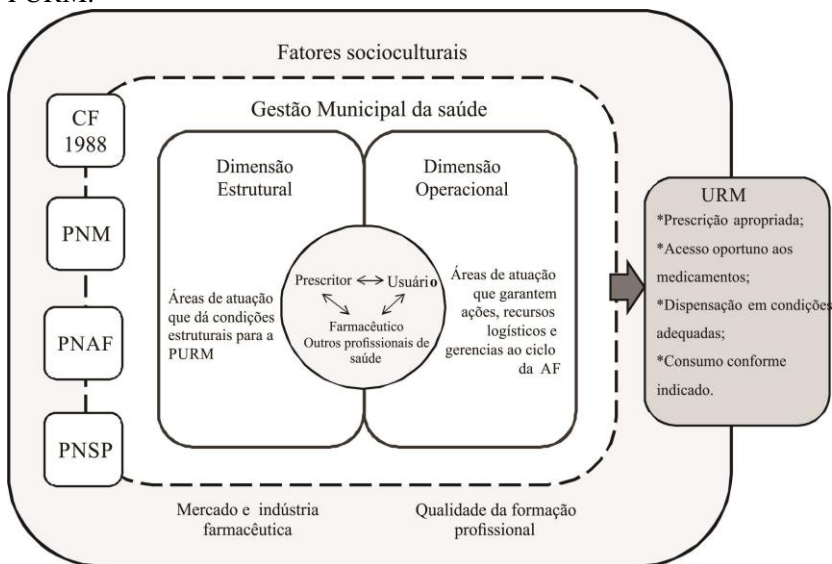 PURM.
Fatores socioculturais
Gestão Municipal da saúde
CF
1988
PNM
PNAF
PNSP
Dimensão
Estrutural
Áreas de atuação
que dá condições
estruturais para a
PURM
Dimensão
Operacional
Áreas de atuação
que garantem
ações, recursos
logísticos e
gerencias ao ciclo
da AF
Prescritor
Usuário
Farmacêutico
Outros profissionais de
saúde
Mercado e indústria
farmacêutica
Qualidade da formação
profissional
URM
*Prescrição apropriada;
*Acesso oportuno aos
medicamentos;
*Dispensação em condições
adequadas;
*Consumo conforme
indicado.